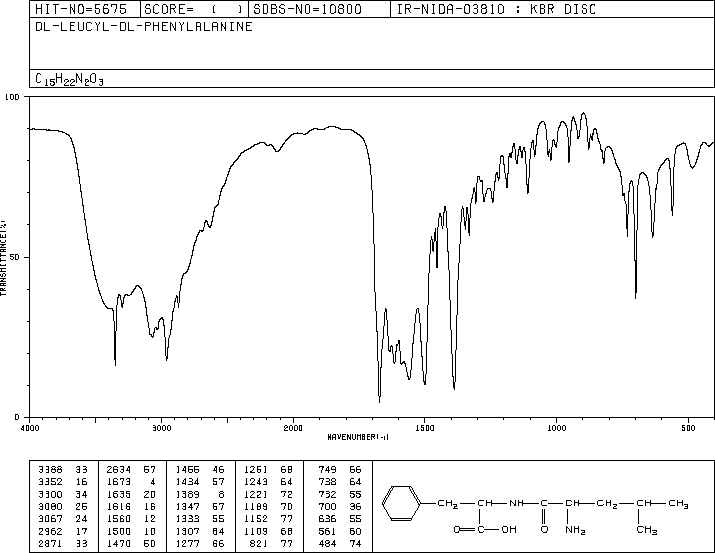 HIT-NO=5675 SCORE= ( ) SDBS-NO=10800 IR-NIDA-03810 : KBR DISC
DL-LEUCYL-DL-PHENYLALANINE
C15H22N2O3
100
50
0
TRANSMITTANCE(%)
4000 3000 2000 1500 1000 500
WAVENUMBER(-1)
3388 33 2634 57 1455 46 1261 68 749 66
3352 16 1673 4 1434 57 1243 64 738 64
3300 34 1635 20 1389 8 1221 72 732 55
3080 25 1616 16 1347 57 1189 70 700 36
3067 24 1560 12 1333 55 1152 77 636 55
2962 17 1500 10 1307 64 1109 68 561 60
2871 33 1470 50 1277 66 821 77 484 74
CH2 CH NH C CH CH2 CH CH3
O C OH O NH2 CH3